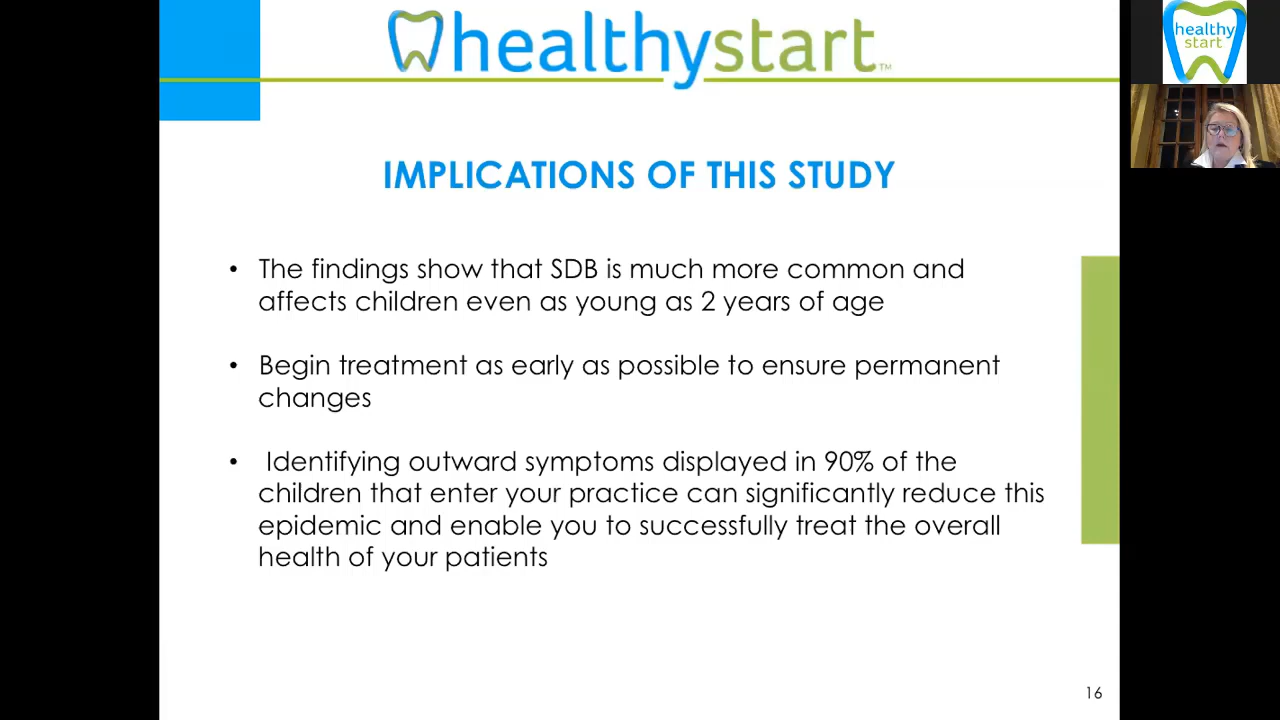 healthystart™
healthy
start
IMPLICATIONS OF THIS STUDY
• The findings show that SDB is much more common and
affects children even as young as 2 years of age
• Begin treatment as early as possible to ensure permanent
changes
• Identifying outward symptoms displayed in 90% of the
children that enter your practice can significantly reduce this
epidemic and enable you to successfully treat the overall
health of your patients
16